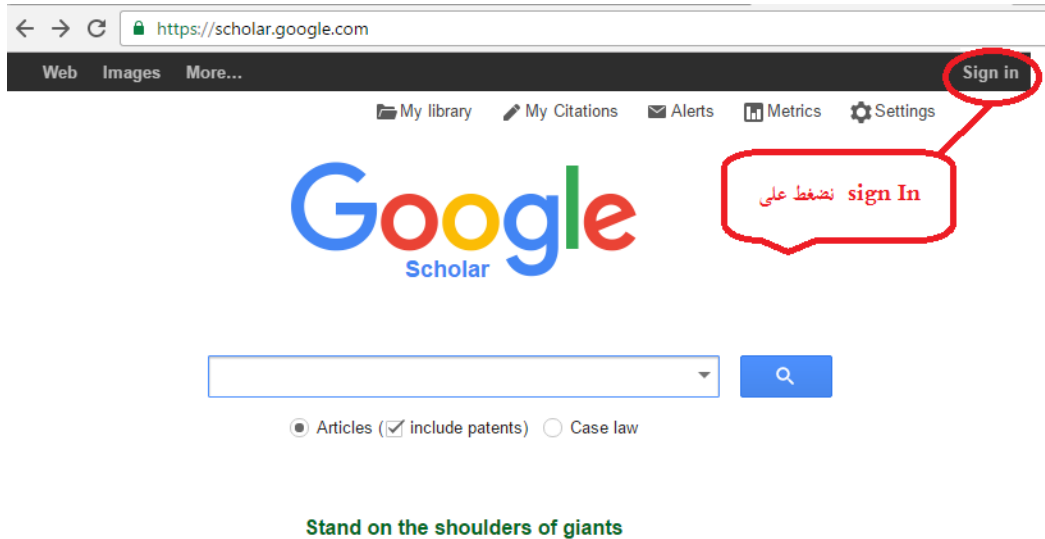 https://scholar.google.com
Web Images More... Sign in
My library My Citations Alerts Metrics Settings
Google
Scholar
نضغط على sign In
Articles (include patents) Case law
Stand on the shoulders of giants